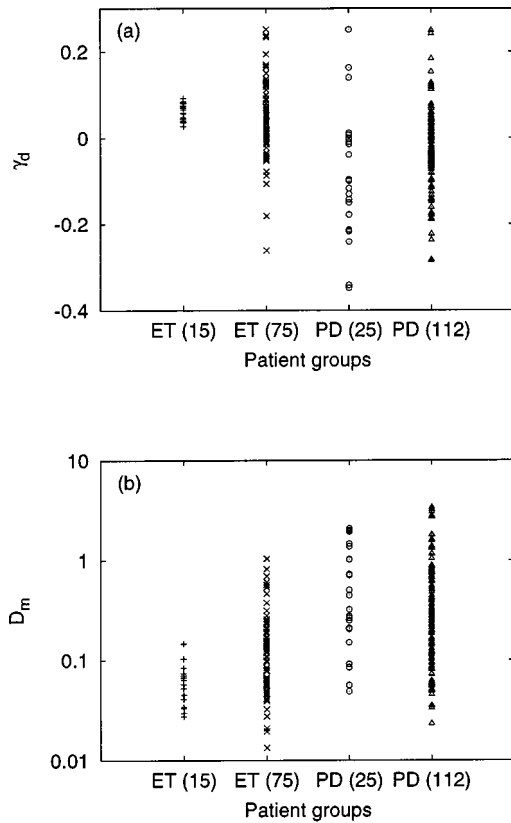 (a)
0.2
0
-0.2
-0.4
γd
ET (15) ET (75) PD (25) PD (112)
Patient groups
(b)
10
1
0.1
0.01
Dm
ET (15) ET (75) PD (25) PD (112)
Patient groups